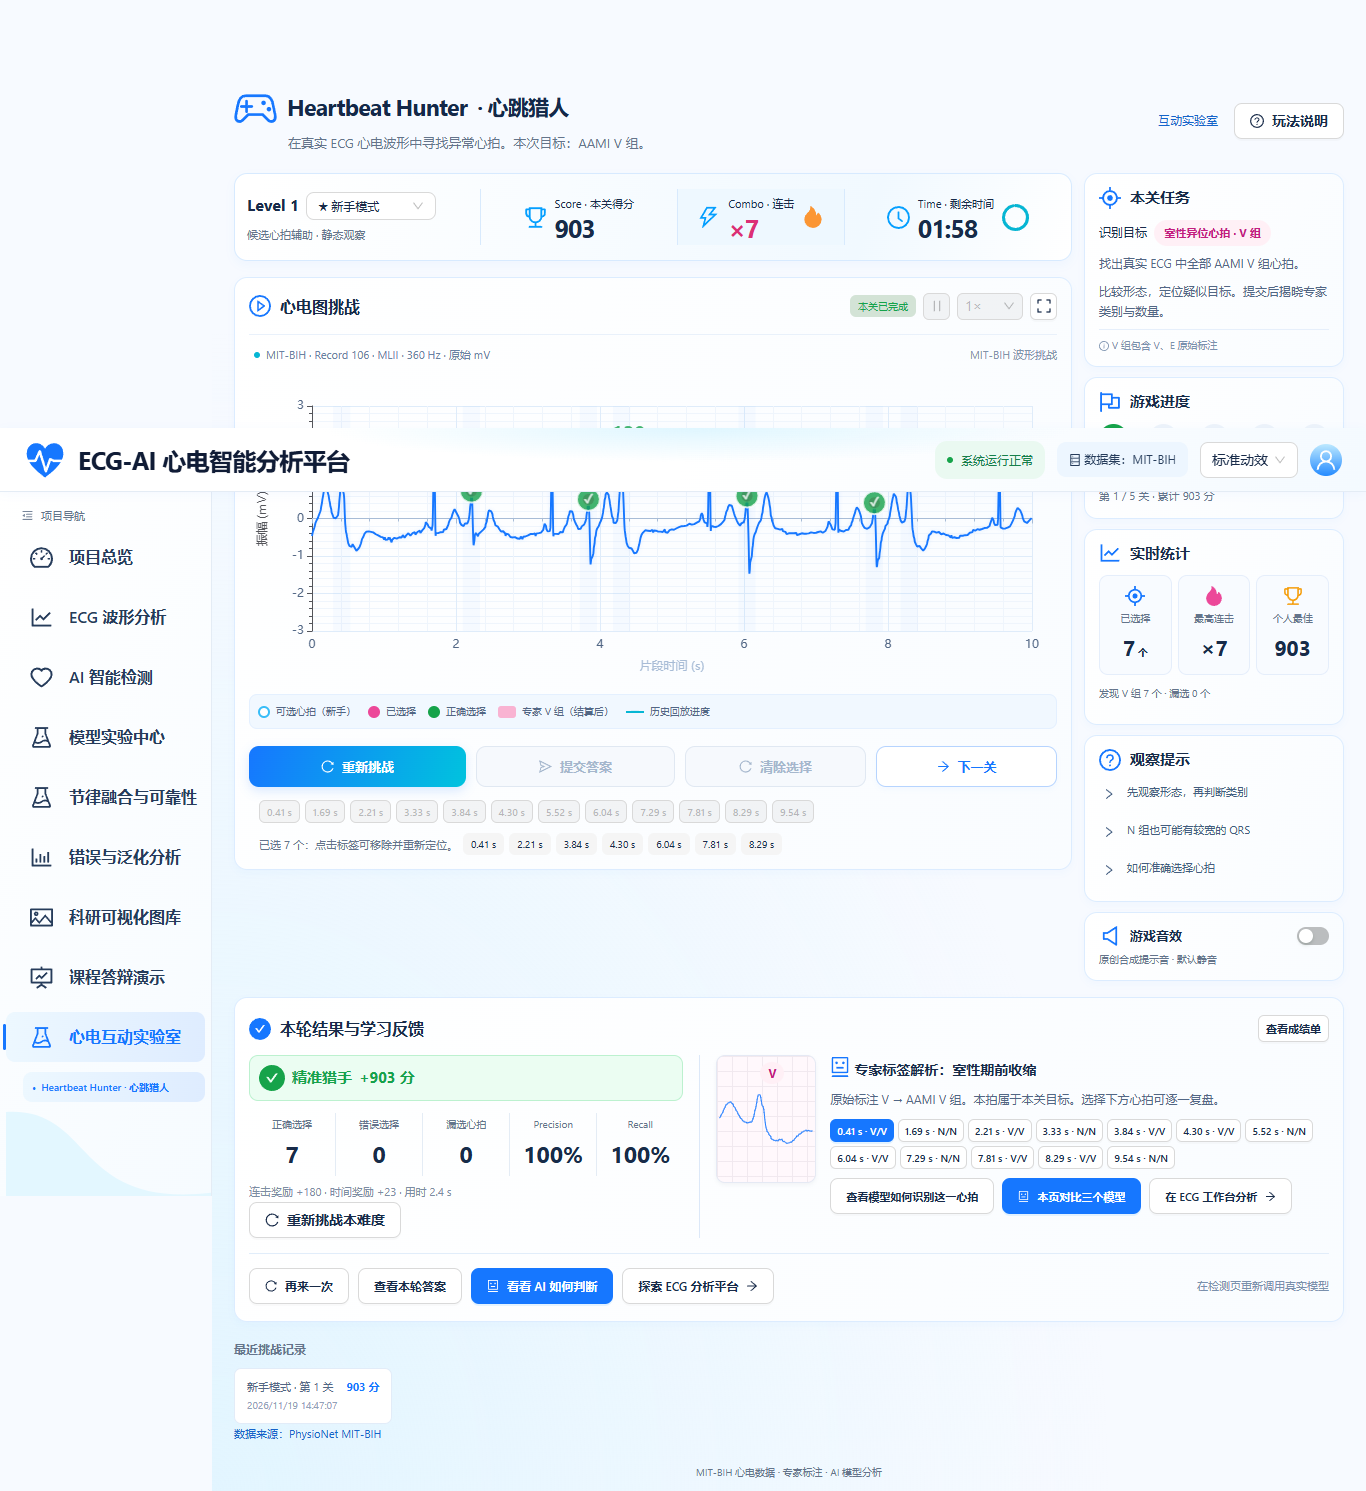 Heartbeat Hunter · 心跳猎人
在真实 ECG 心电波形中寻找异常心拍。本次目标：AAMI V 组。
互动实验室
玩法说明
Level 1
★ 新手模式
候选心拍辅助 · 静态观察
Score · 本关得分
903
Combo · 连击
×7
Time · 剩余时间
01:58
本关任务
识别目标 室性异位心拍 · V 组
找出真实 ECG 中全部 AAMI V 组心拍。
比较形态，定位疑似目标。提交后揭晓专家
类别与数量。
V 组包含 V、E 原始标注
心电图挑战
本关已完成
1×
MIT-BIH · Record 106 · MLII · 360 Hz · 原始 mV
MIT-BIH 波形挑战
3
游戏进度
ECG-AI 心电智能分析平台
系统运行正常
数据集：MIT-BIH
标准动效
第 1 / 5 关 · 累计 903 分
振幅 (mV)
0
-1
-2
-3
0 2 4 6 8 10
片段时间 (s)
项目导航
项目总览
ECG 波形分析
AI 智能检测
模型实验中心
节律融合与可靠性
错误与泛化分析
科研可视化图库
课程答辩演示
心电互动实验室
Heartbeat Hunter · 心跳猎人
实时统计
已选择
7 个
最高连击
×7
个人最佳
903
发现 V 组 7 个 · 漏选 0 个
可选心拍（新手） 已选择 正确选择 专家 V 组（结算后） 历史回放进度
重新挑战
提交答案
清除选择
下一关
0.41 s 1.69 s 2.21 s 3.33 s 3.84 s 4.30 s 5.52 s 6.04 s 7.29 s 7.81 s 8.29 s 9.54 s
已选 7 个：点击标签可移除并重新定位。 0.41 s 2.21 s 3.84 s 4.30 s 6.04 s 7.81 s 8.29 s
观察提示
先观察形态，再判断类别
N 组也可能有较宽的 QRS
如何准确选择心拍
游戏音效
原创合成提示音 · 默认静音
本轮结果与学习反馈
查看成绩单
精准猎手 +903 分
正确选择
7
错误选择
0
漏选心拍
0
Precision
100%
Recall
100%
连击奖励 +180 · 时间奖励 +23 · 用时 2.4 s
重新挑战本难度
V
专家标签解析：室性期前收缩
原始标注 V → AAMI V 组。本拍属于本关目标。选择下方心拍可逐一复盘。
0.41 s · V/V 1.69 s · N/N 2.21 s · V/V 3.33 s · N/N 3.84 s · V/V 4.30 s · V/V 5.52 s · N/N
6.04 s · V/V 7.29 s · N/N 7.81 s · V/V 8.29 s · V/V 9.54 s · N/N
查看模型如何识别这一心拍
本页对比三个模型
在 ECG 工作台分析
再来一次
查看本轮答案
看看 AI 如何判断
探索 ECG 分析平台
在检测页重新调用真实模型
最近挑战记录
新手模式 · 第 1 关 903 分
2026/11/19 14:47:07
数据来源：PhysioNet MIT-BIH
MIT-BIH 心电数据 · 专家标注 · AI 模型分析